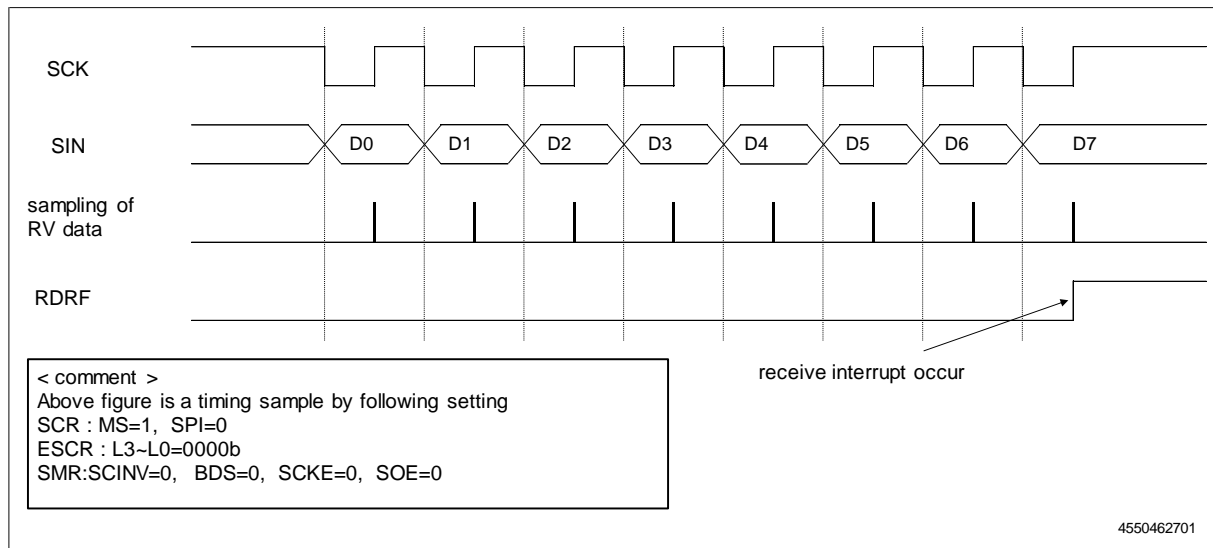 SCK
SIN
D0 D1 D2 D3 D4 D5 D6 D7
sampling of
RV data
RDRF
receive interrupt occur
< comment >
Above figure is a timing sample by following setting
SCR : MS=1, SPI=0
ESCR : L3~L0=0000b
SMR:SCINV=0, BDS=0, SCKE=0, SOE=0
4550462701